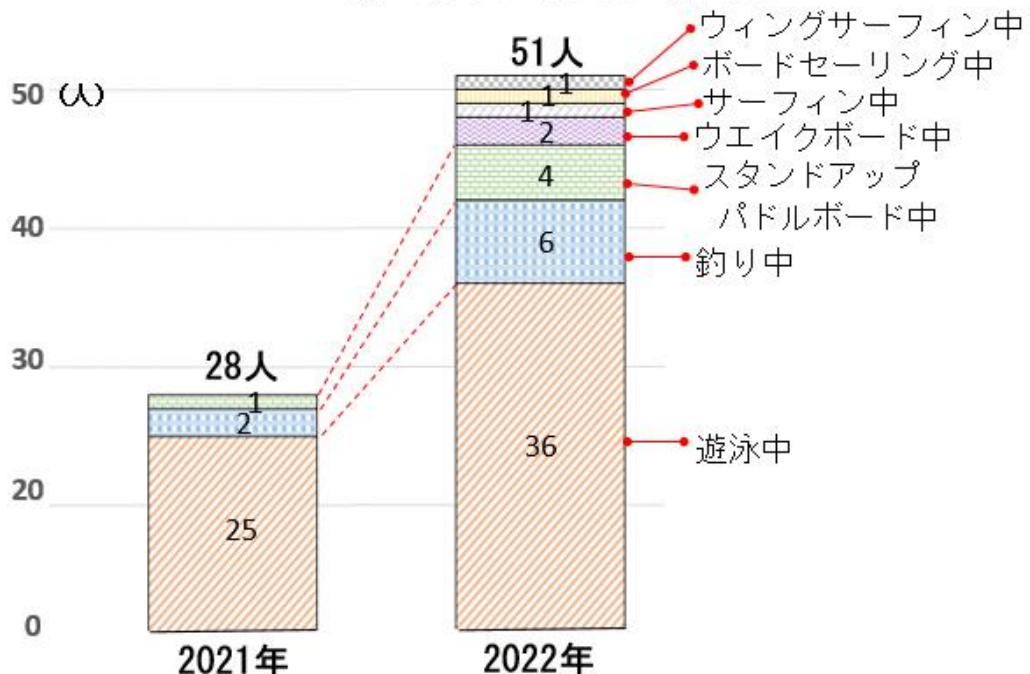 51人
50 (人)
40
30
20
0
28人
1
2
25
1
1
1
2
4
6
36
ウィングサーフィン中
ボードセーリング中
サーフィン中
ウエイクボード中
スタンドアップ
パドルボード中
釣り中
遊泳中
2021年
2022年